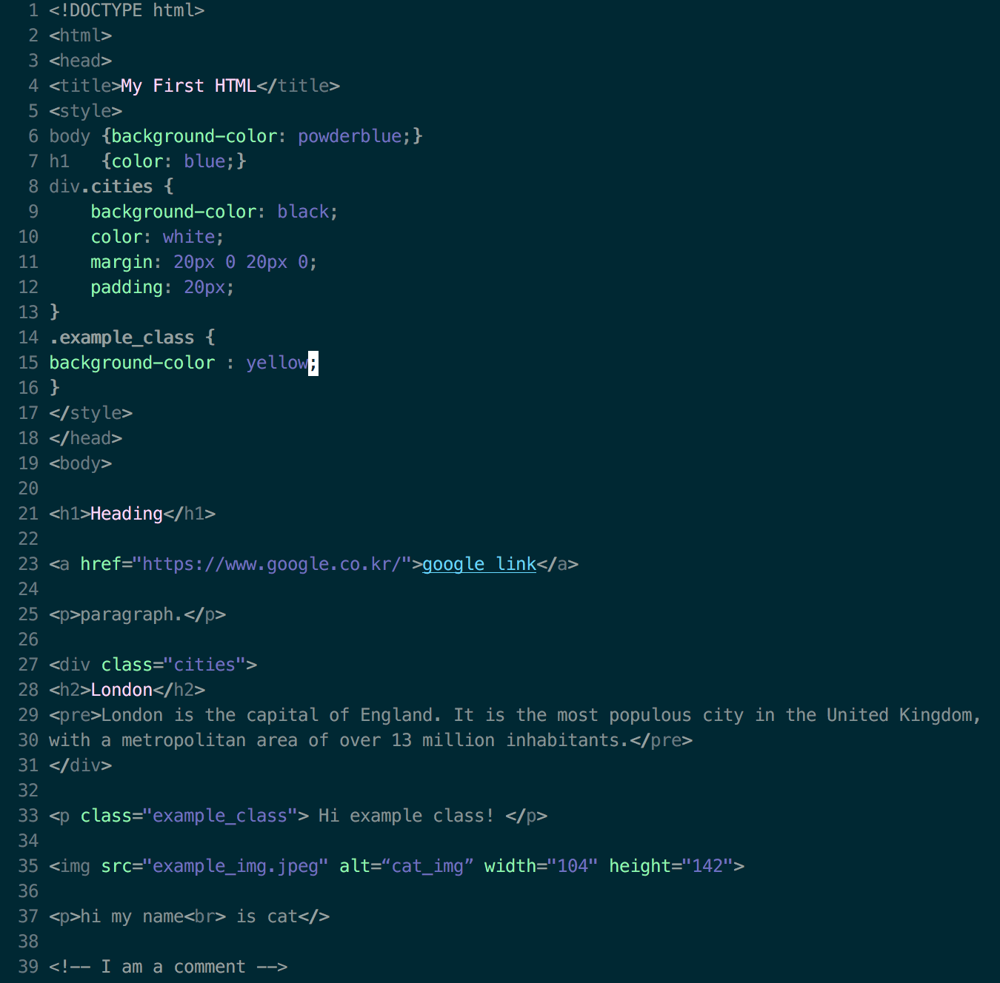 1 <!DOCTYPE html>
2 <html>
3 <head>
4 <title>My First HTML</title>
5 <style>
6 body {background-color: powderblue;}
7 h1   {color: blue;}
8 div.cities {
9     background-color: black;
10     color: white;
11     margin: 20px 0 20px 0;
12     padding: 20px;
13 }
14 .example_class {
15 background-color : yellow;
16 }
17 </style>
18 </head>
19 <body>
20
21 <h1>Heading</h1>
22
23 <a href="https://www.google.co.kr/">google link</a>
24
25 <p>paragraph.</p>
26
27 <div class="cities">
28 <h2>London</h2>
29 <pre>London is the capital of England. It is the most populous city in the United Kingdom,
30 with a metropolitan area of over 13 million inhabitants.</pre>
31 </div>
32
33 <p class="example_class"> Hi example class! </p>
34
35 <img src="example_img.jpeg" alt=“cat_img” width="104" height="142">
36
37 <p>hi my name<br> is cat</>
38
39 <!-- I am a comment -->